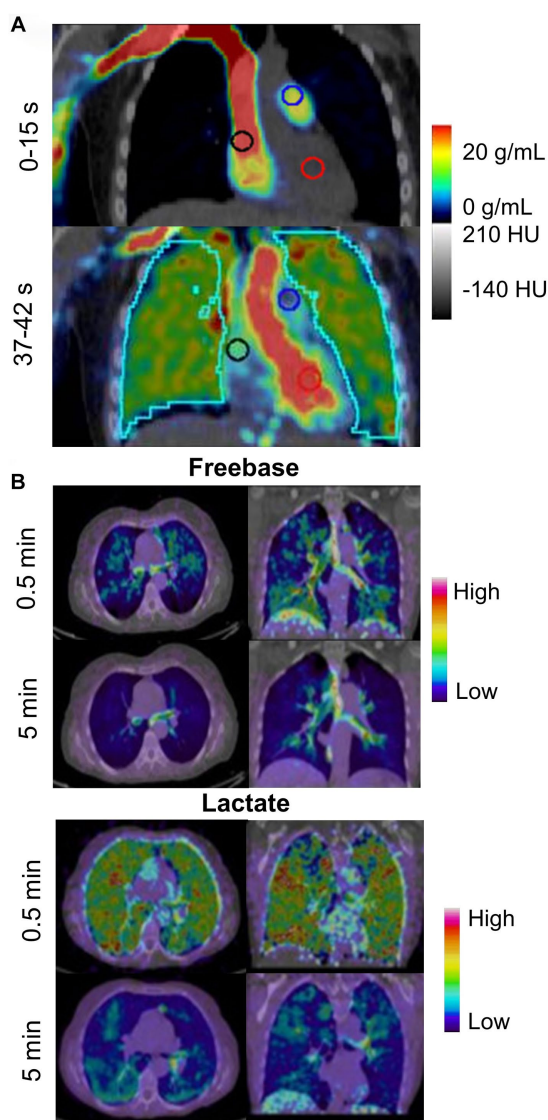 A
0-15 s
20 g/mL
0 g/mL
210 HU
-140 HU
37-42 s
Freebase
B
0.5 min
High
Low
5 min
Lactate
0.5 min
High
Low
5 min